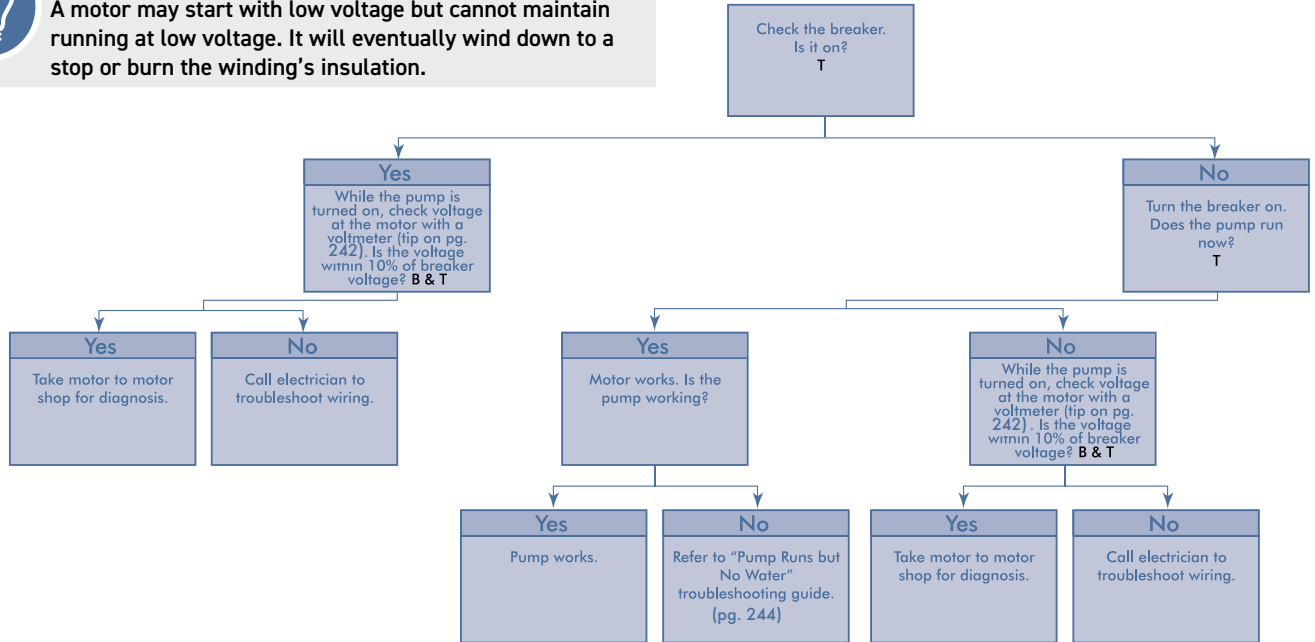 A motor may start with low voltage but cannot maintain
running at low voltage. It will eventually wind down to a
stop or burn the winding's insulation.
Check the breaker.
Is it on?
T
Yes
While the pump is
turned on, check voltage
at the motor with a
voltmeter (tip on pg.
242). Is the voltage
within 10% of breaker
voltage? B & T
No
Turn the breaker on.
Does the pump run
now?
T
Yes
Take motor to motor
shop for diagnosis.
No
Call electrician to
troubleshoot wiring.
Yes
Motor works. Is the
pump working?
No
While the pump is
turned on, check voltage
at the motor with a
voltmeter (tip on pg.
242). Is the voltage
within 10% of breaker
voltage? B & T
Yes
Pump works.
No
Refer to “Pump Runs but
No Water”
troubleshooting guide.
(pg. 244)
Yes
Take motor to motor
shop for diagnosis.
No
Call electrician to
troubleshoot wiring.